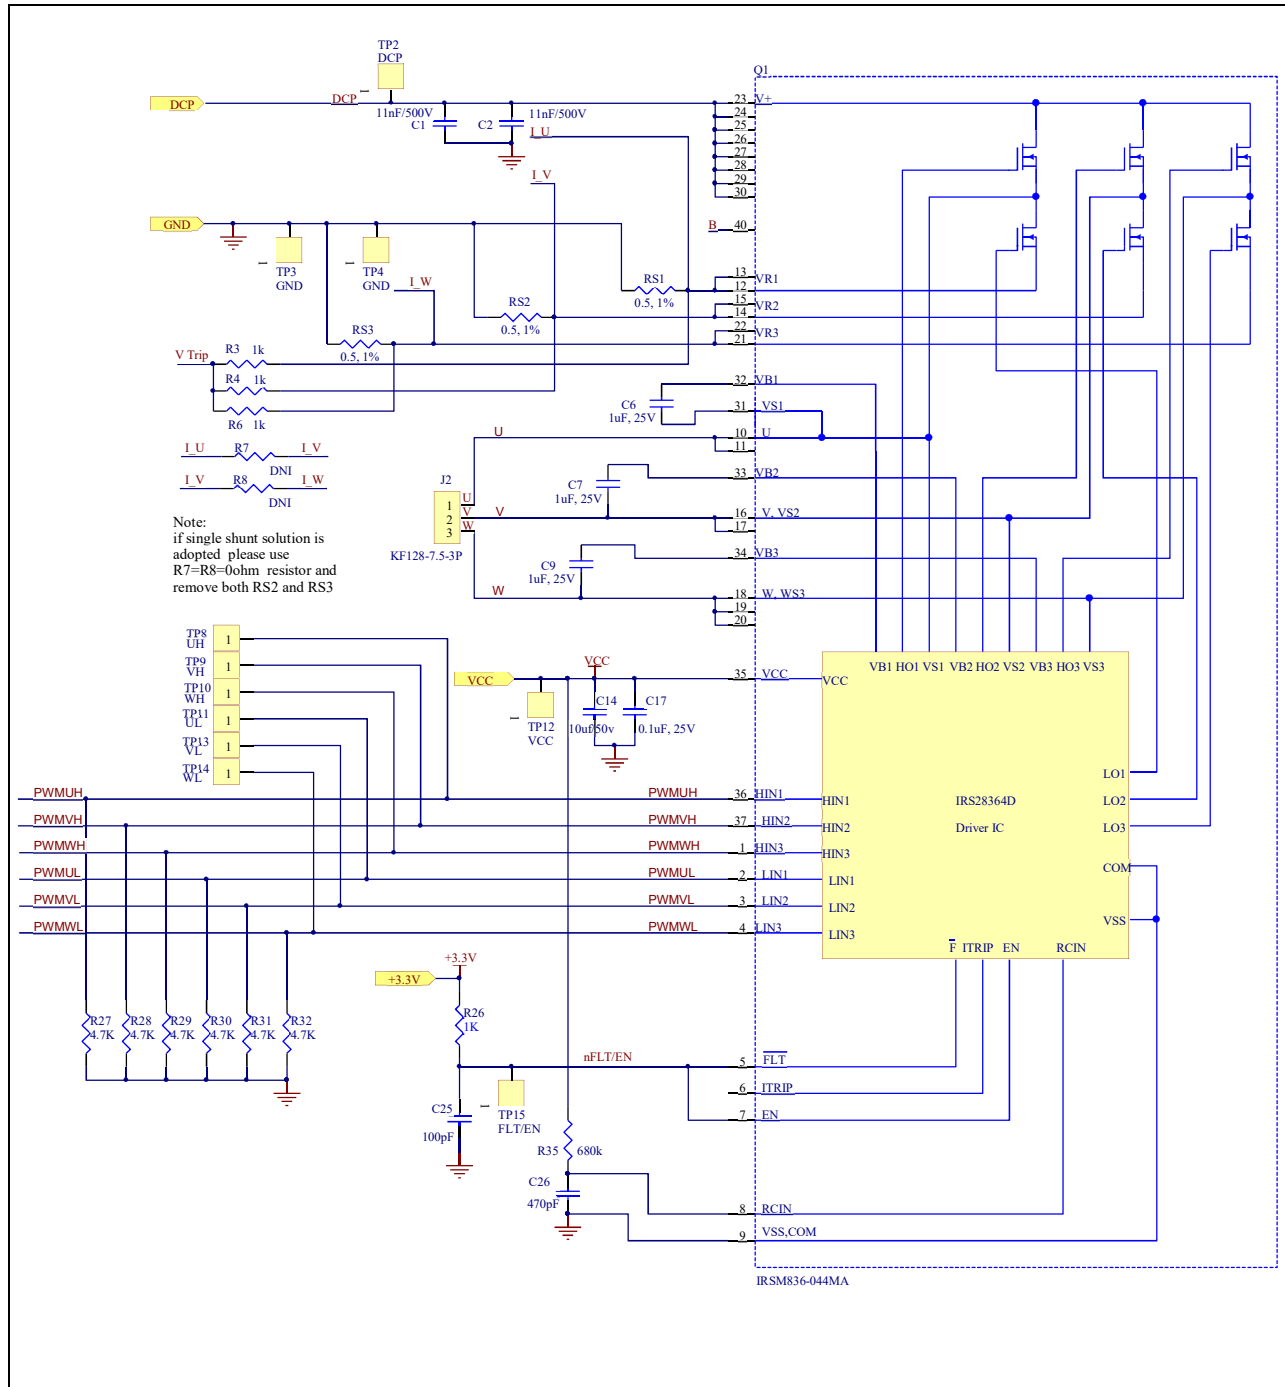 TP2
DCP
1
Q1
DCP
DCP
11nF/500V
C1
C2
11nF/500V
I_U
I_V
23 V+
24
25
26
27
28
29
30
GND
B 40
1
TP3
GND
1
TP4
GND
I_W
RS1
0.5, 1%
RS2
0.5, 1%
RS3
0.5, 1%
13
12 VR1
15
14 VR2
22
21 VR3
V Trip
R3 1k
R4 1k
R6 1k
32 VB1
C6
1uF, 25V
31 VS1
10 U
11
I_U R7 I_V
DNI
I_V R8 I_W
DNI
U
33 VB2
C7
1uF, 25V
J2
1 U
2 V
3 W
KF128-7.5-3P
V
16 V, VS2
17
34 VB3
C9
1uF, 25V
W
18 W, WS3
19
20
Note:
if single shunt solution is
adopted please use
R7=R8=0ohm resistor and
remove both RS2 and RS3
TP8
UH 1
TP9
VH 1
TP10
WH 1
TP11
UL 1
TP13
VL 1
TP14
WL 1
VCC
VCC
1
TP12
VCC
C14
10uf/50v
C17
0.1uF, 25V
35 VCC
VB1 HO1 VS1 VB2 HO2 VS2 VB3 HO3 VS3
VCC
LO1
LO2
LO3
COM
VSS
IRS28364D
Driver IC
HIN1
HIN2
HIN3
LIN1
LIN2
LIN3
F ITRIP EN RCIN
PWMUH PWMUH 36 HIN1
PWMVH PWMVH 37 HIN2
PWMWH PWMWH 1 HIN3
PWMUL PWMUL 2 LIN1
PWMVL PWMVL 3 LIN2
PWMWL PWMWL 4 LIN3
+3.3V
+3.3V
R26
1K
R27
4.7K
R28
4.7K
R29
4.7K
R30
4.7K
R31
4.7K
R32
4.7K
nFLT/EN
5 FLT
6 ITRIP
7 EN
C25
100pF
1
TP15
FLT/EN
R35 680k
C26
470pF
8 RCIN
9 VSS,COM
IRSM836-044MA